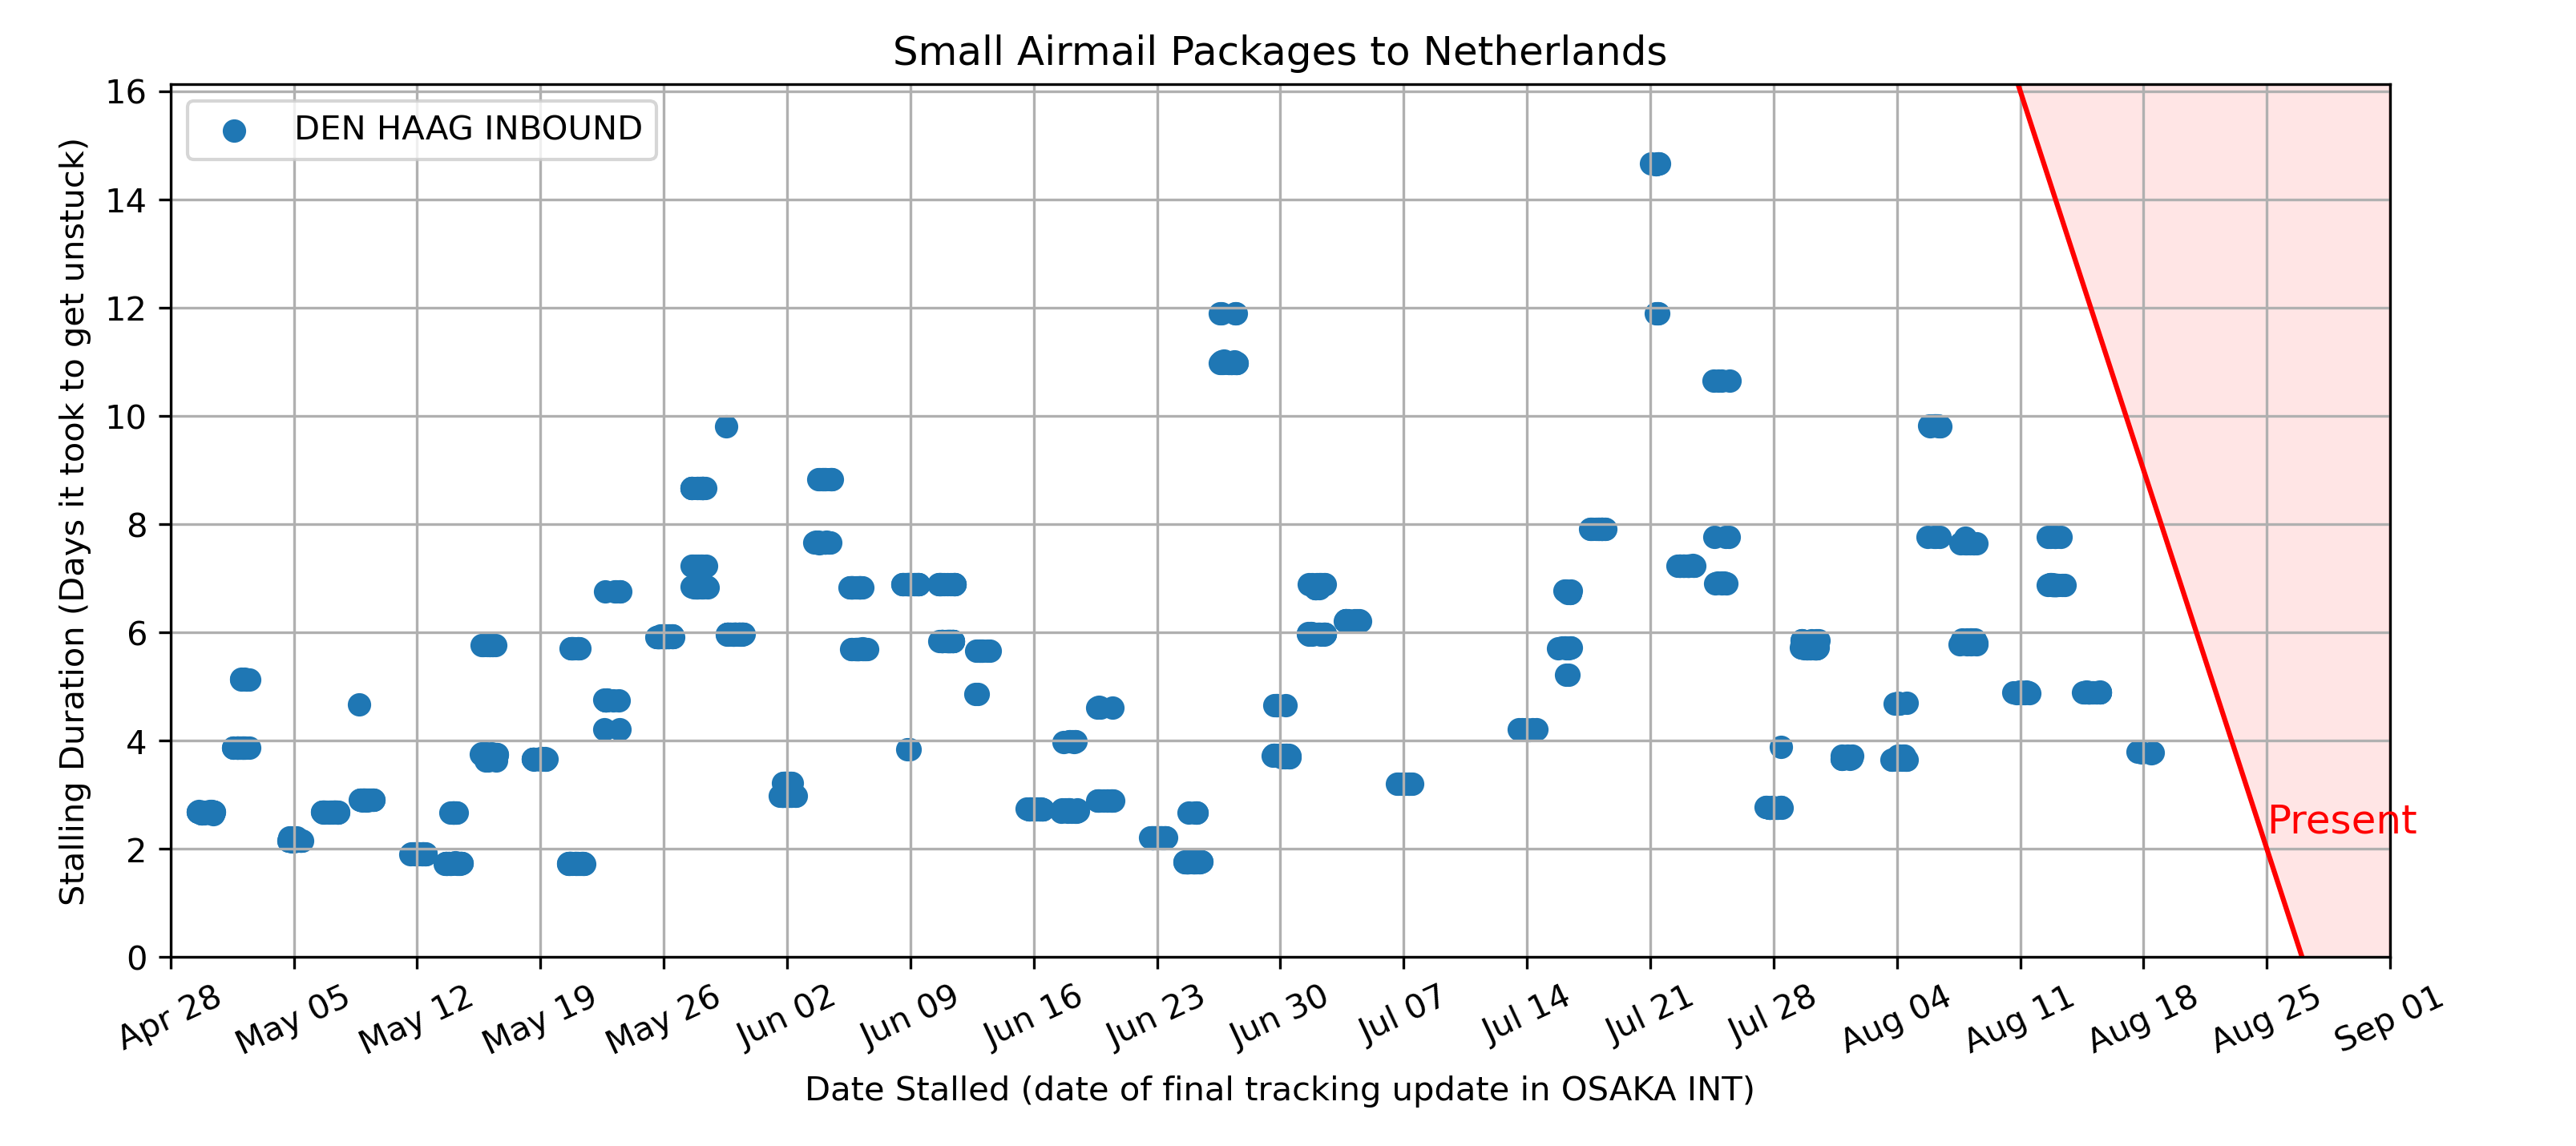 Small Airmail Packages to Netherlands
DEN HAAG INBOUND
Stalling Duration (Days it took to get unstuck)
16
14
12
10
8
6
4
2
0
Present
Apr 28
May 05
May 12
May 19
May 26
Jun 02
Jun 09
Jun 16
Jun 23
Jun 30
Jul 07
Jul 14
Jul 21
Jul 28
Aug 04
Aug 11
Aug 18
Aug 25
Sep 01
Date Stalled (date of final tracking update in OSAKA INT)